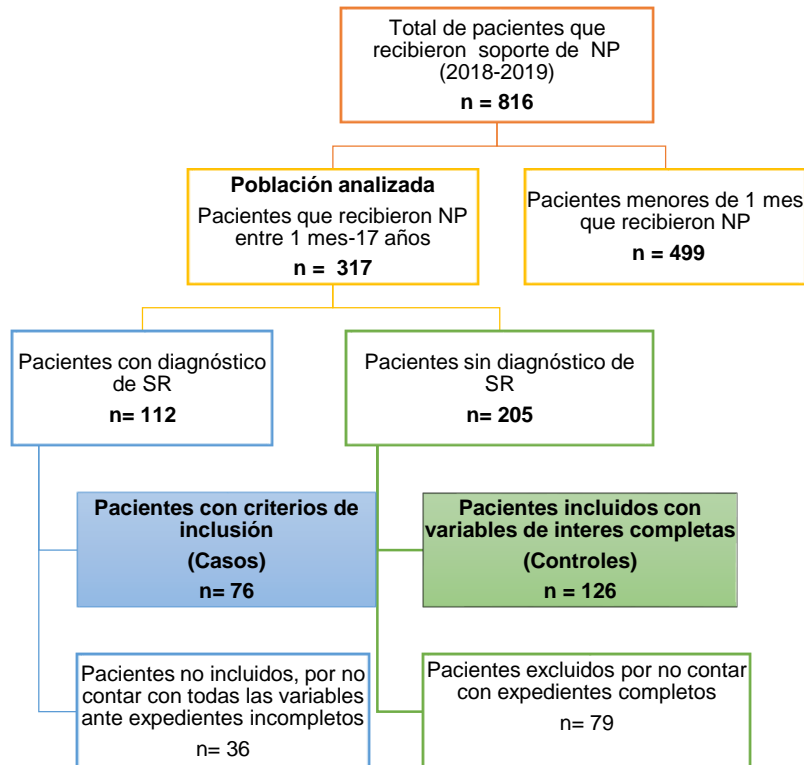 Total de pacientes que
recibieron soporte de NP
(2018-2019)
n = 816
Población analizada
Pacientes que recibieron NP
entre 1 mes-17 años
n = 317
Pacientes menores de 1 mes
que recibieron NP
n = 499
Pacientes con diagnóstico
de SR
n= 112
Pacientes sin diagnóstico de
SR
n= 205
Pacientes con criterios de
inclusión
(Casos)
n= 76
Pacientes incluidos con
variables de interes completas
(Controles)
n = 126
Pacientes no incluidos, por no
contar con todas las variables
ante expedientes incompletos
n= 36
Pacientes excluidos por no contar
con expedientes completos
n= 79